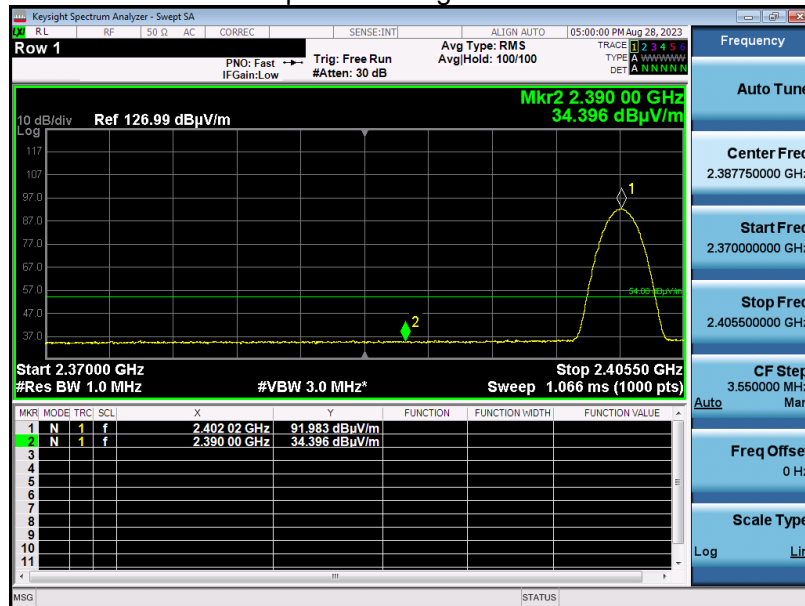 Keysight Spectrum Analyzer - Swept SA
LXI RL RF 50 Ω AC CORREC SENSE:INT ALIGN AUTO 05:00:00 PM Aug 28, 2023
Row 1
PNO: Fast Trig: Free Run Avg Type: RMS TRACE 1 2 3 4 5 6
IFGain:Low #Atten: 30 dB Avg|Hold: 100/100 TYPE A WWWWW
DET A N N N N N
Mkr2 2.390 00 GHz
34.396 dBµV/m
10 dB/div Ref 126.99 dBµV/m
Log
117
107
97.0
87.0
77.0
67.0
57.0
47.0
37.0
1
2
54.00 dBµV/m
Start 2.37000 GHz Stop 2.40550 GHz
#Res BW 1.0 MHz #VBW 3.0 MHz* Sweep 1.066 ms (1000 pts)
MKR MODE TRC SCL X Y FUNCTION FUNCTION WIDTH FUNCTION VALUE
1 N 1 f 2.402 02 GHz 91.983 dBµV/m
2 N 1 f 2.390 00 GHz 34.396 dBµV/m
3
4
5
6
7
8
9
10
11
MSG STATUS
Frequency
Auto Tune
Center Freq
2.387750000 GHz
Start Freq
2.370000000 GHz
Stop Freq
2.405500000 GHz
CF Step
3.550000 MHz
Auto Man
Freq Offset
0 Hz
Scale Type
Log Lin